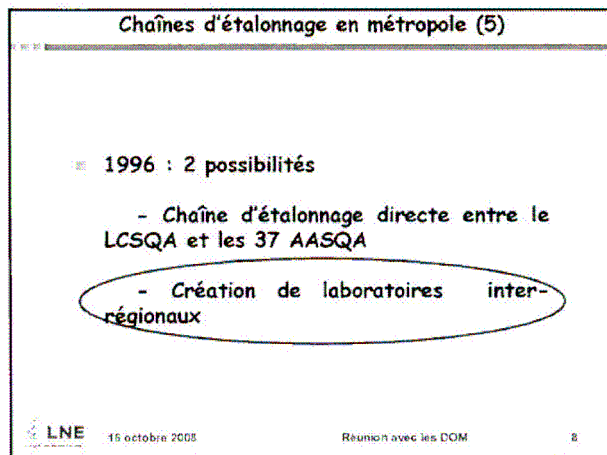 Chaînes d'étalonnage en métropole (5)
1996 : 2 possibilités
- Chaîne d'étalonnage directe entre le
LCSQA et les 37 AASQA
- Création de laboratoires inter-
régionaux
LNE 15 octobre 2008 Réunion avec les DOM 8